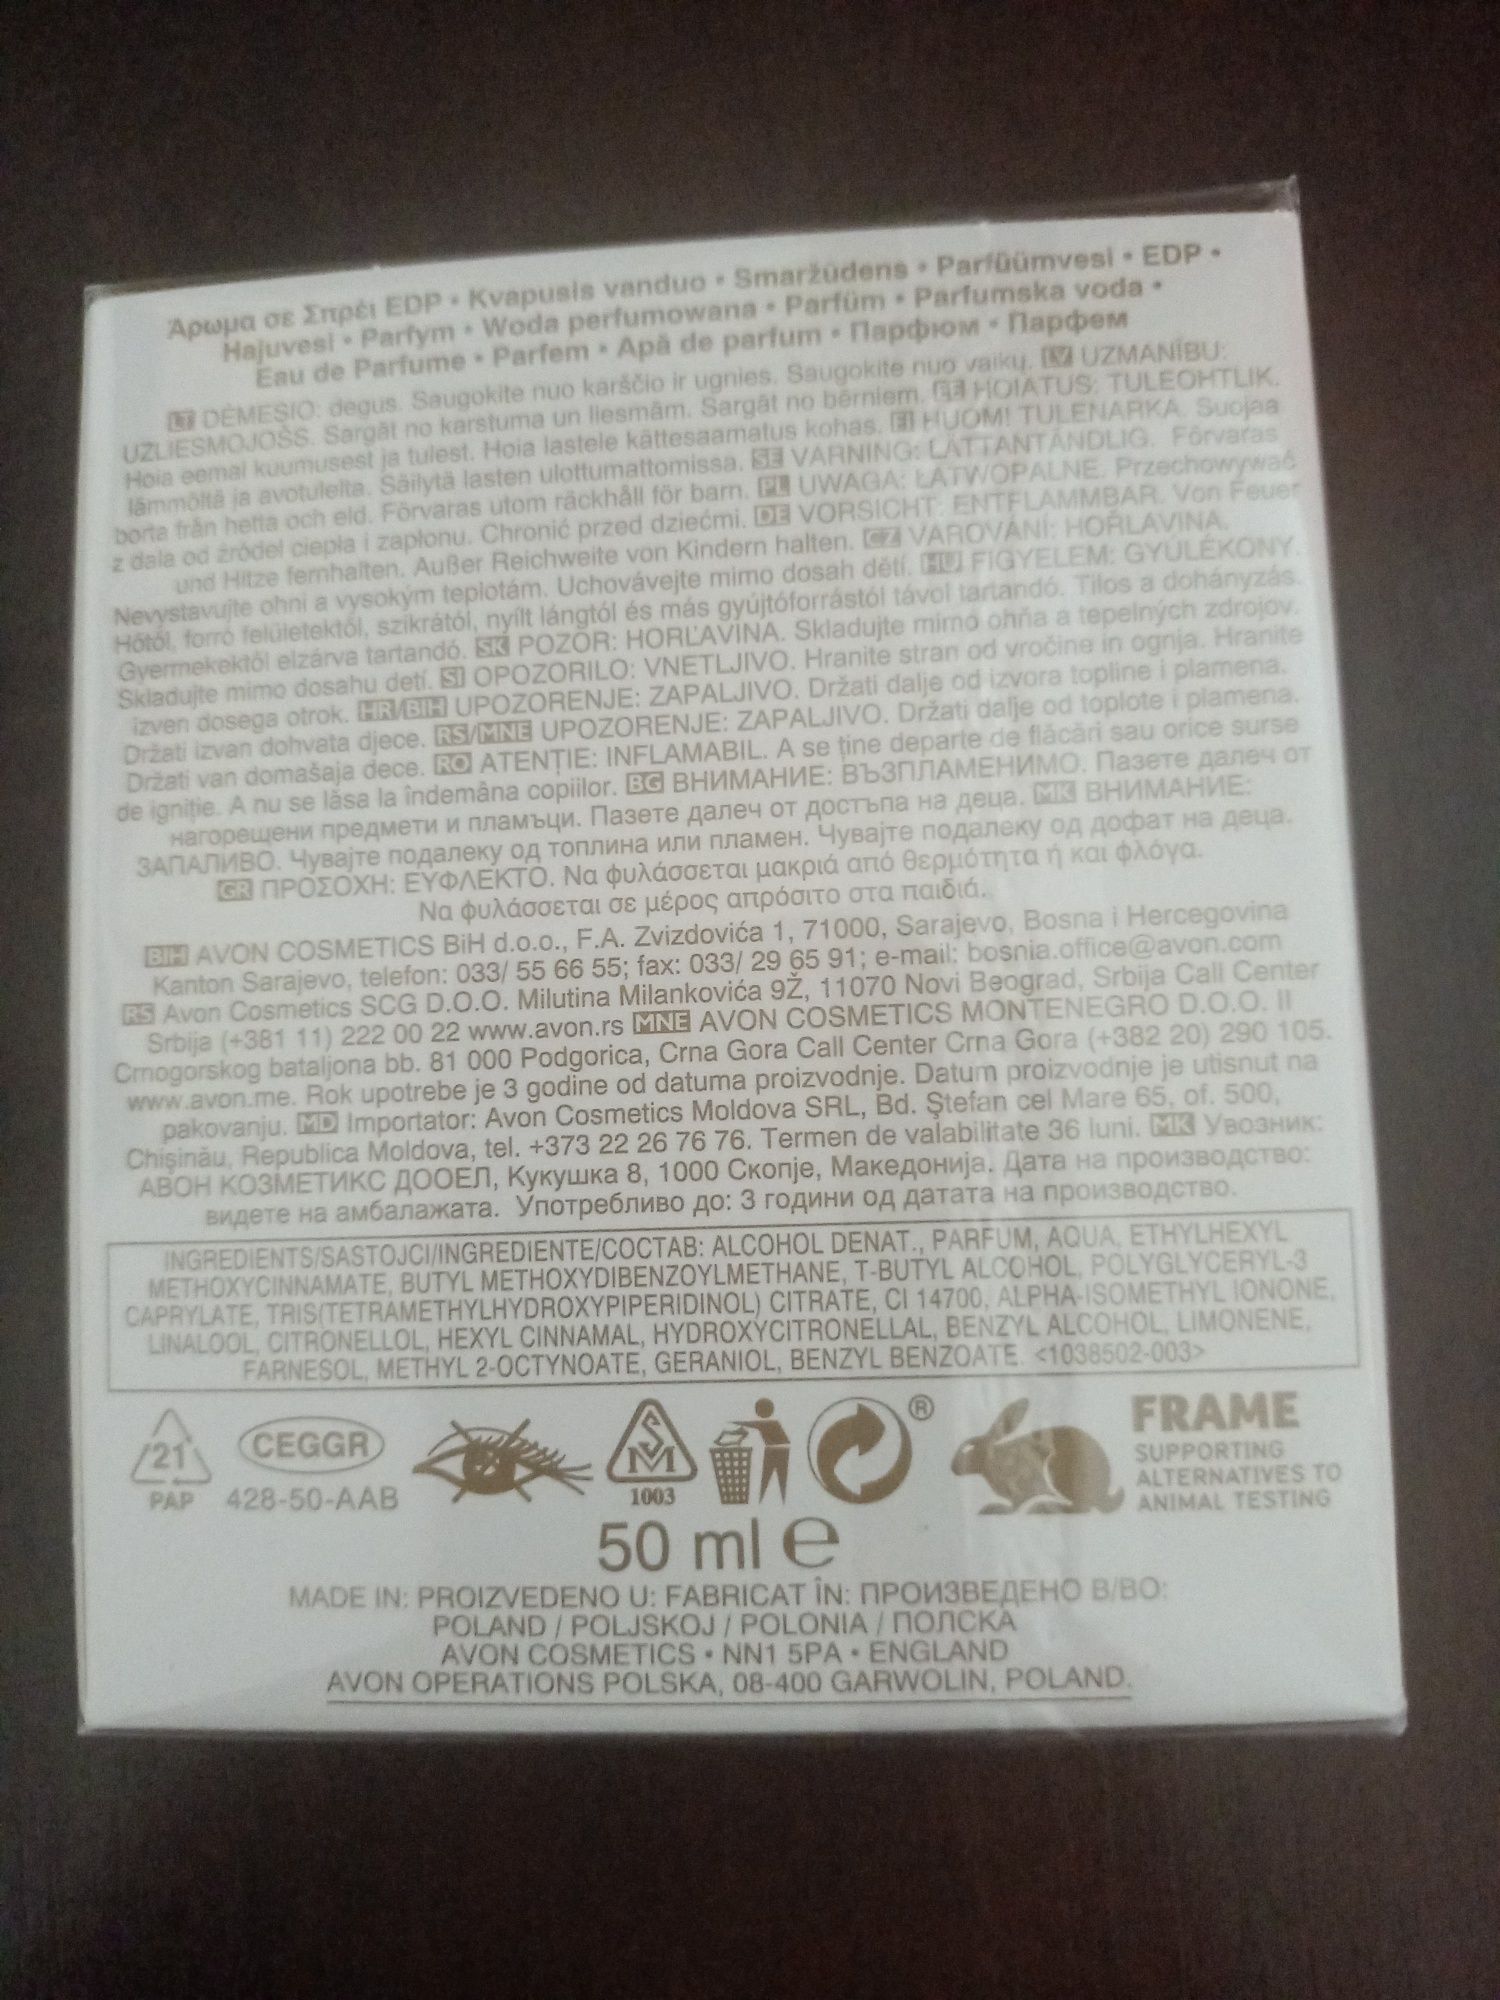 Άρωμα σε Σπρέι EDP • Kvapusis vanduo • Smaržūdens • Parfüümvesi • EDP •
Hajuvesi • Parfym • Woda perfumowana • Parfüm • Parfumska voda •
Eau de Parfume • Parfem • Apă de parfum • Парфюм • Парфем
LT DĖMESIO: degus. Saugokite nuo karščio ir ugnies. Saugokite nuo vaikų. LV UZMANĪBU:
UZLIESMOJOŠS. Sargāt no karstuma un liesmām. Sargāt no bērniem. EE HOIATUS: TULEOHTLIK.
Hoia eemal kuumusest ja tulest. Hoia lastele kättesaamatus kohas. FI HUOM! TULENARKA. Suojaa
lämmöltä ja avotulelta. Säilytä lasten ulottumattomissa. SE VARNING: LÄTTANTÄNDLIG. Förvaras
borta från hetta och eld. Förvaras utom räckhåll för barn. PL UWAGA: ŁATWOPALNE. Przechowywać
z dala od źródeł ciepła i zapłonu. Chronić przed dziećmi. DE VORSICHT: ENTFLAMMBAR. Von Feuer
und Hitze fernhalten. Außer Reichweite von Kindern halten. CZ VAROVÁNÍ: HOŘLAVINA.
Nevystavujte ohni a vysokým teplotám. Uchovávejte mimo dosah dětí. HU FIGYELEM: GYÚLÉKONY.
Hőtől, forró felületektől, szikrától, nyílt lángtól és más gyújtóforrástól távol tartandó. Tilos a dohányzás.
Gyermekektől elzárva tartandó. SK POZOR: HORĽAVINA. Skladujte mimo ohňa a tepelných zdrojov.
Skladujte mimo dosahu detí. SI OPOZORILO: VNETLJIVO. Hranite stran od vročine in ognja. Hranite
izven dosega otrok. HR/BIH UPOZORENJE: ZAPALJIVO. Držati dalje od izvora topline i plamena.
Držati izvan dohvata djece. RS/MNE UPOZORENJE: ZAPALJIVO. Držati dalje od toplote i plamena.
Držati van domašaja dece. RO ATENȚIE: INFLAMABIL. A se ține departe de flăcări sau orice surse
de igniție. A nu se lăsa la îndemâna copiilor. BG ВНИМАНИЕ: ВЪЗПЛАМЕНИМО. Пазете далеч от
нагорещени предмети и пламъци. Пазете далеч от достъпа на деца. MK ВНИМАНИЕ:
ЗАПАЛИВО. Чувајте подалеку од топлина или пламен. Чувајте подалеку од дофат на деца.
GR ΠΡΟΣΟΧΗ: ΕΥΦΛΕΚΤΟ. Να φυλάσσεται μακριά από θερμότητα ή και φλόγα.
Να φυλάσσεται σε μέρος απρόσιτο στα παιδιά.
BIH AVON COSMETICS BiH d.o.o., F.A. Zvizdovića 1, 71000, Sarajevo, Bosna i Hercegovina
Kanton Sarajevo, telefon: 033/ 55 66 55; fax: 033/ 29 65 91; e-mail: bosnia.office@avon.com
RS Avon Cosmetics SCG D.O.O. Milutina Milankovića 9Ž, 11070 Novi Beograd, Srbija Call Center
Srbija (+381 11) 222 00 22 www.avon.rs MNE AVON COSMETICS MONTENEGRO D.O.O. II
Crnogorskog bataljona bb. 81 000 Podgorica, Crna Gora Call Center Crna Gora (+382 20) 290 105.
www.avon.me. Rok upotrebe je 3 godine od datuma proizvodnje. Datum proizvodnje je utisnut na
pakovanju. MD Importator: Avon Cosmetics Moldova SRL, Bd. Ștefan cel Mare 65, of. 500,
Chișinău, Republica Moldova, tel. +373 22 26 76 76. Termen de valabilitate 36 luni. MK Увозник:
АВОН КОЗМЕТИКС ДООЕЛ, Кукушка 8, 1000 Скопје, Македонија. Дата на производство:
видете на амбалажата. Употребливо до: 3 години од датата на производство.
INGREDIENTS/SASTOJCI/INGREDIENTE/СОСТАВ: ALCOHOL DENAT., PARFUM, AQUA, ETHYLHEXYL
METHOXYCINNAMATE, BUTYL METHOXYDIBENZOYLMETHANE, T-BUTYL ALCOHOL, POLYGLYCERYL-3
CAPRYLATE, TRIS(TETRAMETHYLHYDROXYPIPERIDINOL) CITRATE, CI 14700, ALPHA-ISOMETHYL IONONE,
LINALOOL, CITRONELLOL, HEXYL CINNAMAL, HYDROXYCITRONELLAL, BENZYL ALCOHOL, LIMONENE,
FARNESOL, METHYL 2-OCTYNOATE, GERANIOL, BENZYL BENZOATE. <1038502-003>
21
PAP
CEGGR
428-50-AAB
SM
1003
®
FRAME
SUPPORTING
ALTERNATIVES TO
ANIMAL TESTING
50 ml ℮
MADE IN: PROIZVEDENO U: FABRICAT ÎN: ПРОИЗВЕДЕНО В/ВО:
POLAND / POLJSKOJ / POLONIA / ПОЛСКА
AVON COSMETICS • NN1 5PA • ENGLAND
AVON OPERATIONS POLSKA, 08-400 GARWOLIN, POLAND.